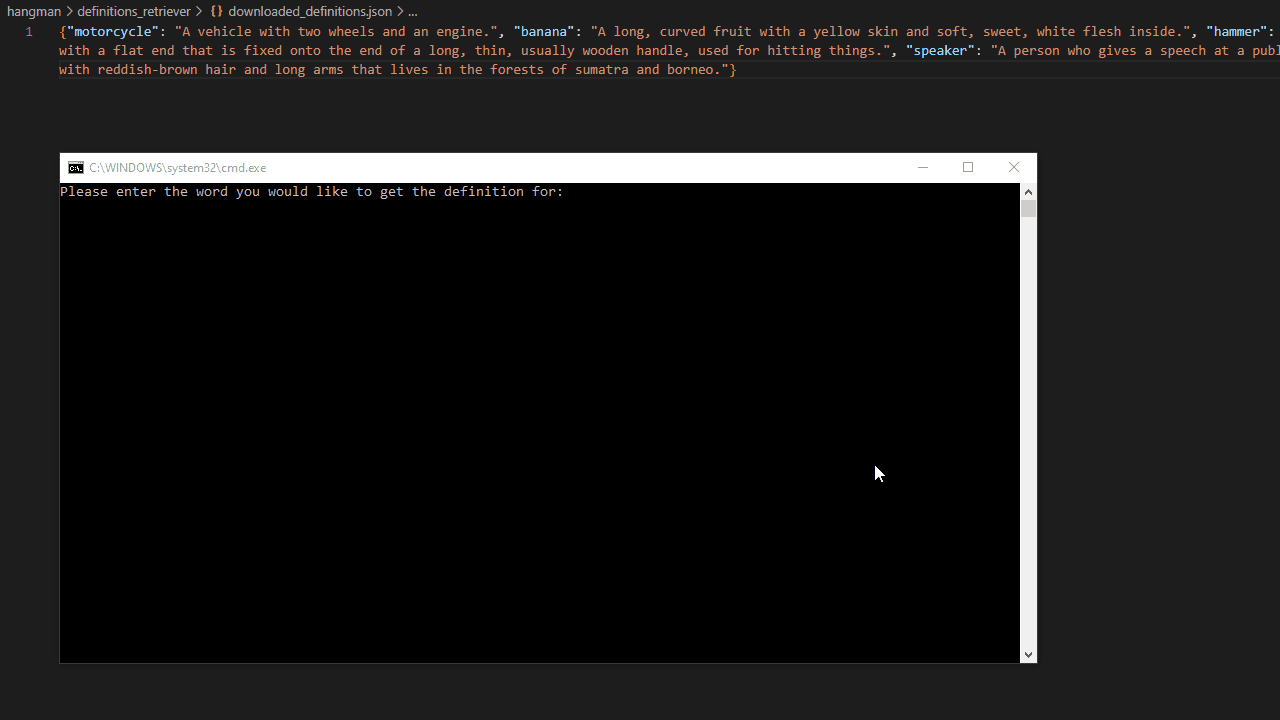 hangman > definitions_retriever > {} downloaded_definitions.json > ...
1 {"motorcycle": "A vehicle with two wheels and an engine.", "banana": "A long, curved fruit with a yellow skin and soft, sweet, white flesh inside.", "hammer":
with a flat end that is fixed onto the end of a long, thin, usually wooden handle, used for hitting things.", "speaker": "A person who gives a speech at a publ
with reddish-brown hair and long arms that lives in the forests of sumatra and borneo."}
C:\WINDOWS\system32\cmd.exe
Please enter the word you would like to get the definition for: